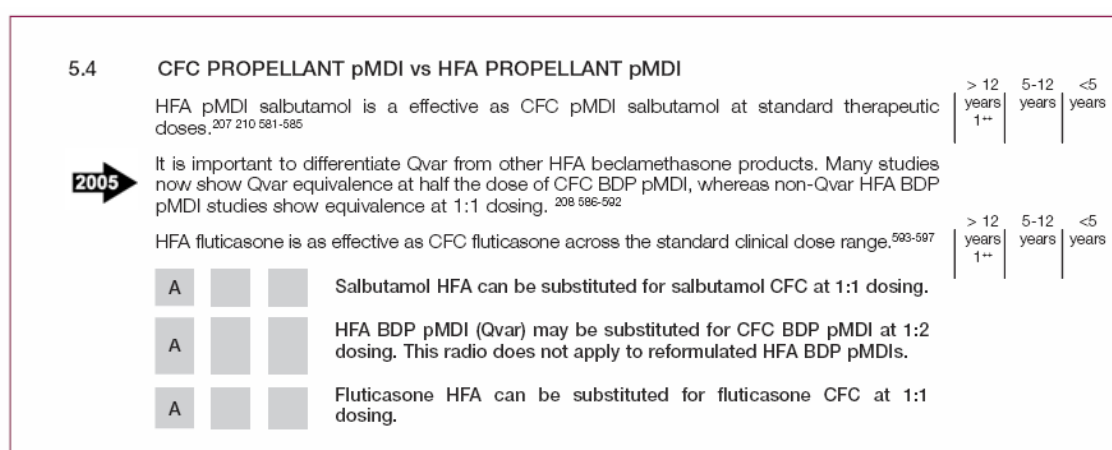 5.4 CFC PROPELLANT pMDI vs HFA PROPELLANT pMDI
HFA pMDI salbutamol is a effective as CFC pMDI salbutamol at standard therapeutic
doses.207 210 581-585
> 12 5-12 <5
years years years
1++
2005
It is important to differentiate Qvar from other HFA beclamethasone products. Many studies
now show Qvar equivalence at half the dose of CFC BDP pMDI, whereas non-Qvar HFA BDP
pMDI studies show equivalence at 1:1 dosing. 208 586-592
HFA fluticasone is as effective as CFC fluticasone across the standard clinical dose range.593-597
> 12 5-12 <5
years years years
1++
A Salbutamol HFA can be substituted for salbutamol CFC at 1:1 dosing.
HFA BDP pMDI (Qvar) may be substituted for CFC BDP pMDI at 1:2
A dosing. This radio does not apply to reformulated HFA BDP pMDIs.
A Fluticasone HFA can be substituted for fluticasone CFC at 1:1
dosing.